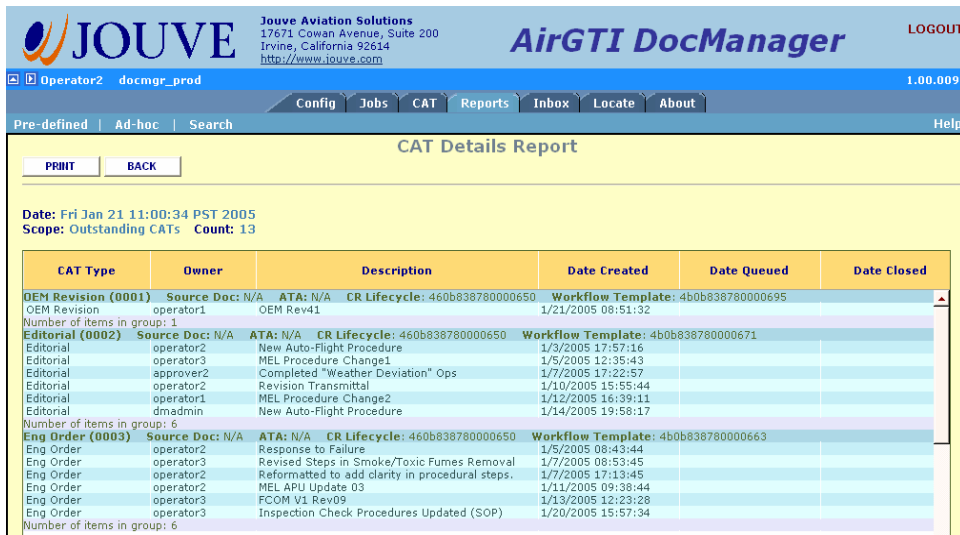 JOUVE
Jouve Aviation Solutions
17671 Cowan Avenue, Suite 200
Irvine, California 92614
http://www.jouve.com
AirGTI DocManager
LOGOUT
Operator2 docmgr_prod
1.00.009
Config Jobs CAT Reports Inbox Locate About
Pre-defined | Ad-hoc | Search
Help
CAT Details Report
PRINT BACK
Date: Fri Jan 21 11:00:34 PST 2005
Scope: Outstanding CATs Count: 13
CAT Type Owner Description Date Created Date Queued Date Closed
OEM Revision (0001) Source Doc: N/A ATA: N/A CR Lifecycle: 460b838780000650 Workflow Template: 4b0b838780000695
OEM Revision operator1 OEM Rev41 1/21/2005 08:51:32
Number of items in group: 1
Editorial (0002) Source Doc: N/A ATA: N/A CR Lifecycle: 460b838780000650 Workflow Template: 4b0b838780000671
Editorial operator2 New Auto-Flight Procedure 1/3/2005 17:57:16
Editorial operator3 MEL Procedure Change1 1/5/2005 12:35:43
Editorial approver2 Completed "Weather Deviation" Ops 1/7/2005 17:22:57
Editorial operator2 Revision Transmittal 1/10/2005 15:55:44
Editorial operator1 MEL Procedure Change2 1/12/2005 16:39:11
Editorial dmadmin New Auto-Flight Procedure 1/14/2005 19:58:17
Number of items in group: 6
Eng Order (0003) Source Doc: N/A ATA: N/A CR Lifecycle: 460b838780000650 Workflow Template: 4b0b838780000663
Eng Order operator2 Response to Failure 1/5/2005 08:43:44
Eng Order operator3 Revised Steps in Smoke/Toxic Fumes Removal 1/7/2005 08:53:45
Eng Order operator2 Reformatted to add clarity in procedural steps. 1/7/2005 17:13:45
Eng Order operator2 MEL APU Update 03 1/11/2005 09:38:44
Eng Order operator3 FCOM V1 Rev09 1/13/2005 12:23:28
Eng Order operator3 Inspection Check Procedures Updated (SOP) 1/20/2005 15:57:34
Number of items in group: 6